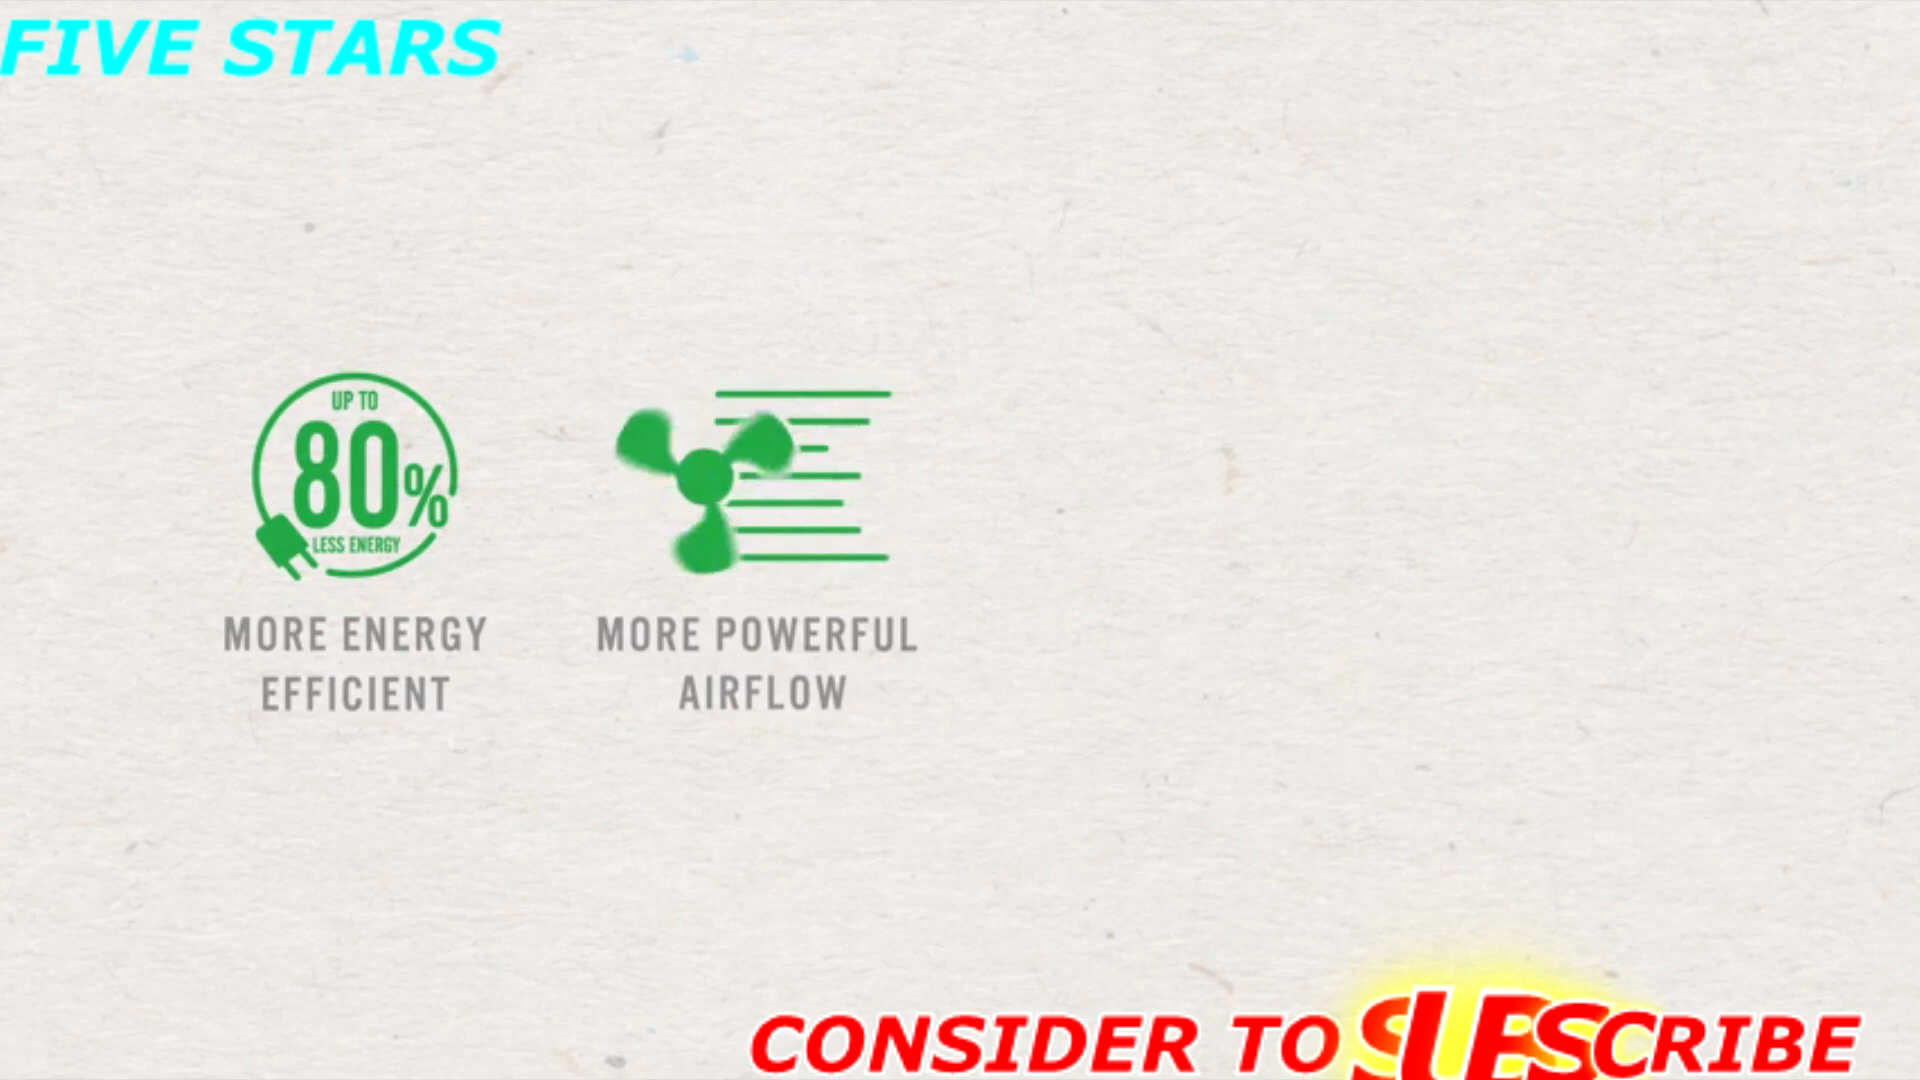 FIVE STARS
UP TO
80%
LESS ENERGY
MORE ENERGY
EFFICIENT
MORE POWERFUL
AIRFLOW
CONSIDER TO SUBSCRIBE